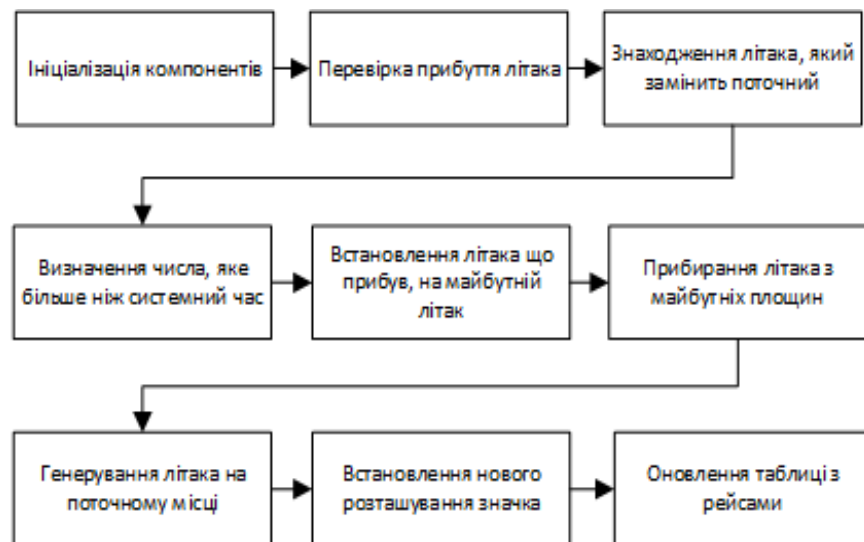 Ініціалізація компонентів
Перевірка прибуття літака
Знаходження літака, який
замінить поточний
Визначення числа, яке
більше ніж системний час
Встановлення літака що
прибув, на майбутній
літак
Прибирання літака з
майбутніх площин
Генерування літака на
поточному місці
Встановлення нового
розташування значка
Оновлення таблиці з
рейсами